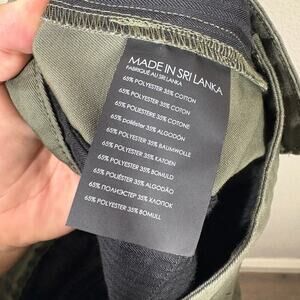 MADE IN SRI LANKA
FABRIQUÉ AU SRI LANKA
65% POLYESTER 35% COTTON
65% POLYESTER 35% COTON
65% POLIESTERE 35% COTONE
65% poliéster 35% ALGODÓN
65% POLYESTER 35% BAUMWOLLE
65% POLYESTER 35% KATOEN
65% POLYESTER 35% BOMULD
65% POLIÉSTER 35% ALGODÃO
65% ПОЛИЭСТЕР 35% ХЛОПОК
65% POLYESTER 35% BOMULL